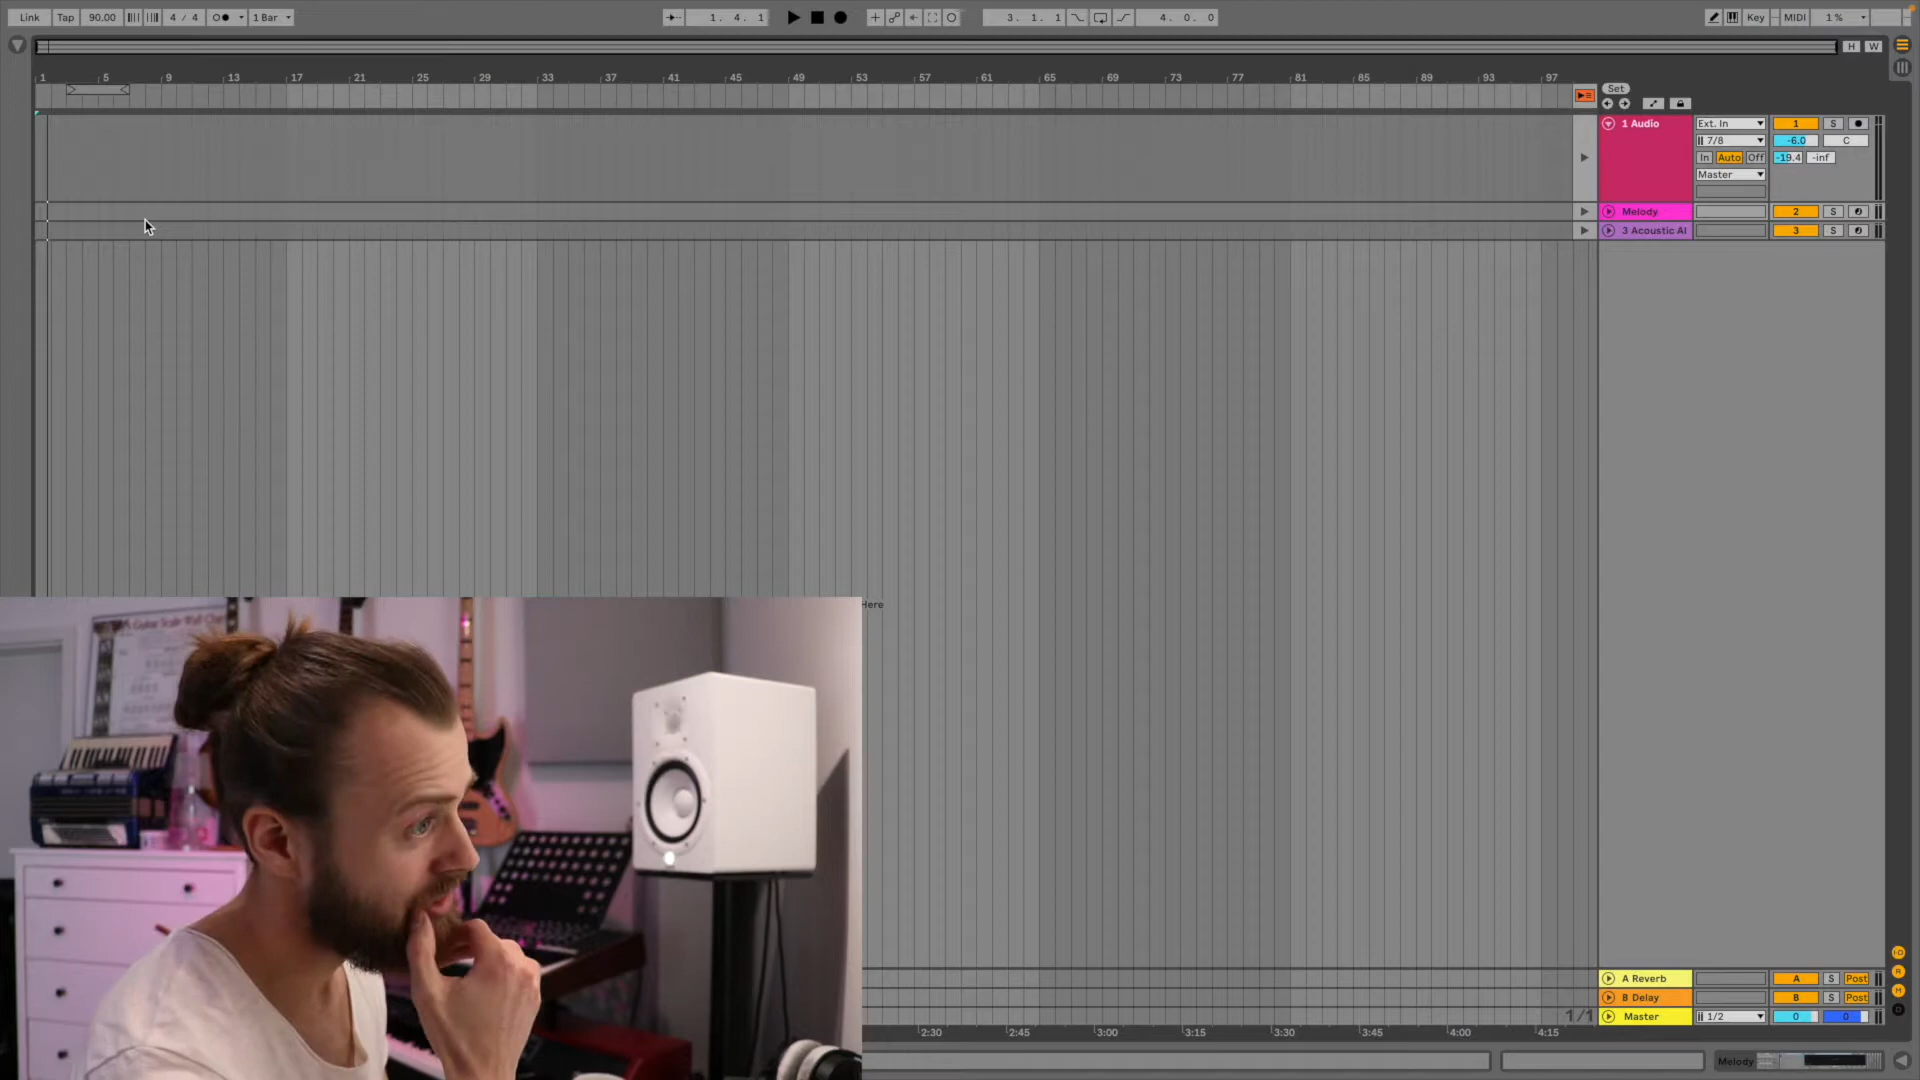 Link Tap 90.00 4 / 4 1 Bar 1. 4. 1 3. 1. 1 4. 0. 0 Key MIDI 1 %
H W
1 5 9 13 17 21 25 29 33 37 41 45 49 53 57 61 65 69 73 77 81 85 89 93 97
Set
1 Audio Ext. In 1 S
7/8 -6.0 C
In Auto Off -19.4 -inf
Master
Melody 2 S
3 Acoustic Al 3 S
Here
Guitar Scale Wall
A Reverb A S Post
B Delay B S Post
1/1 Master 1/2 0 0
2:30 2:45 3:00 3:15 3:30 3:45 4:00 4:15
Melody